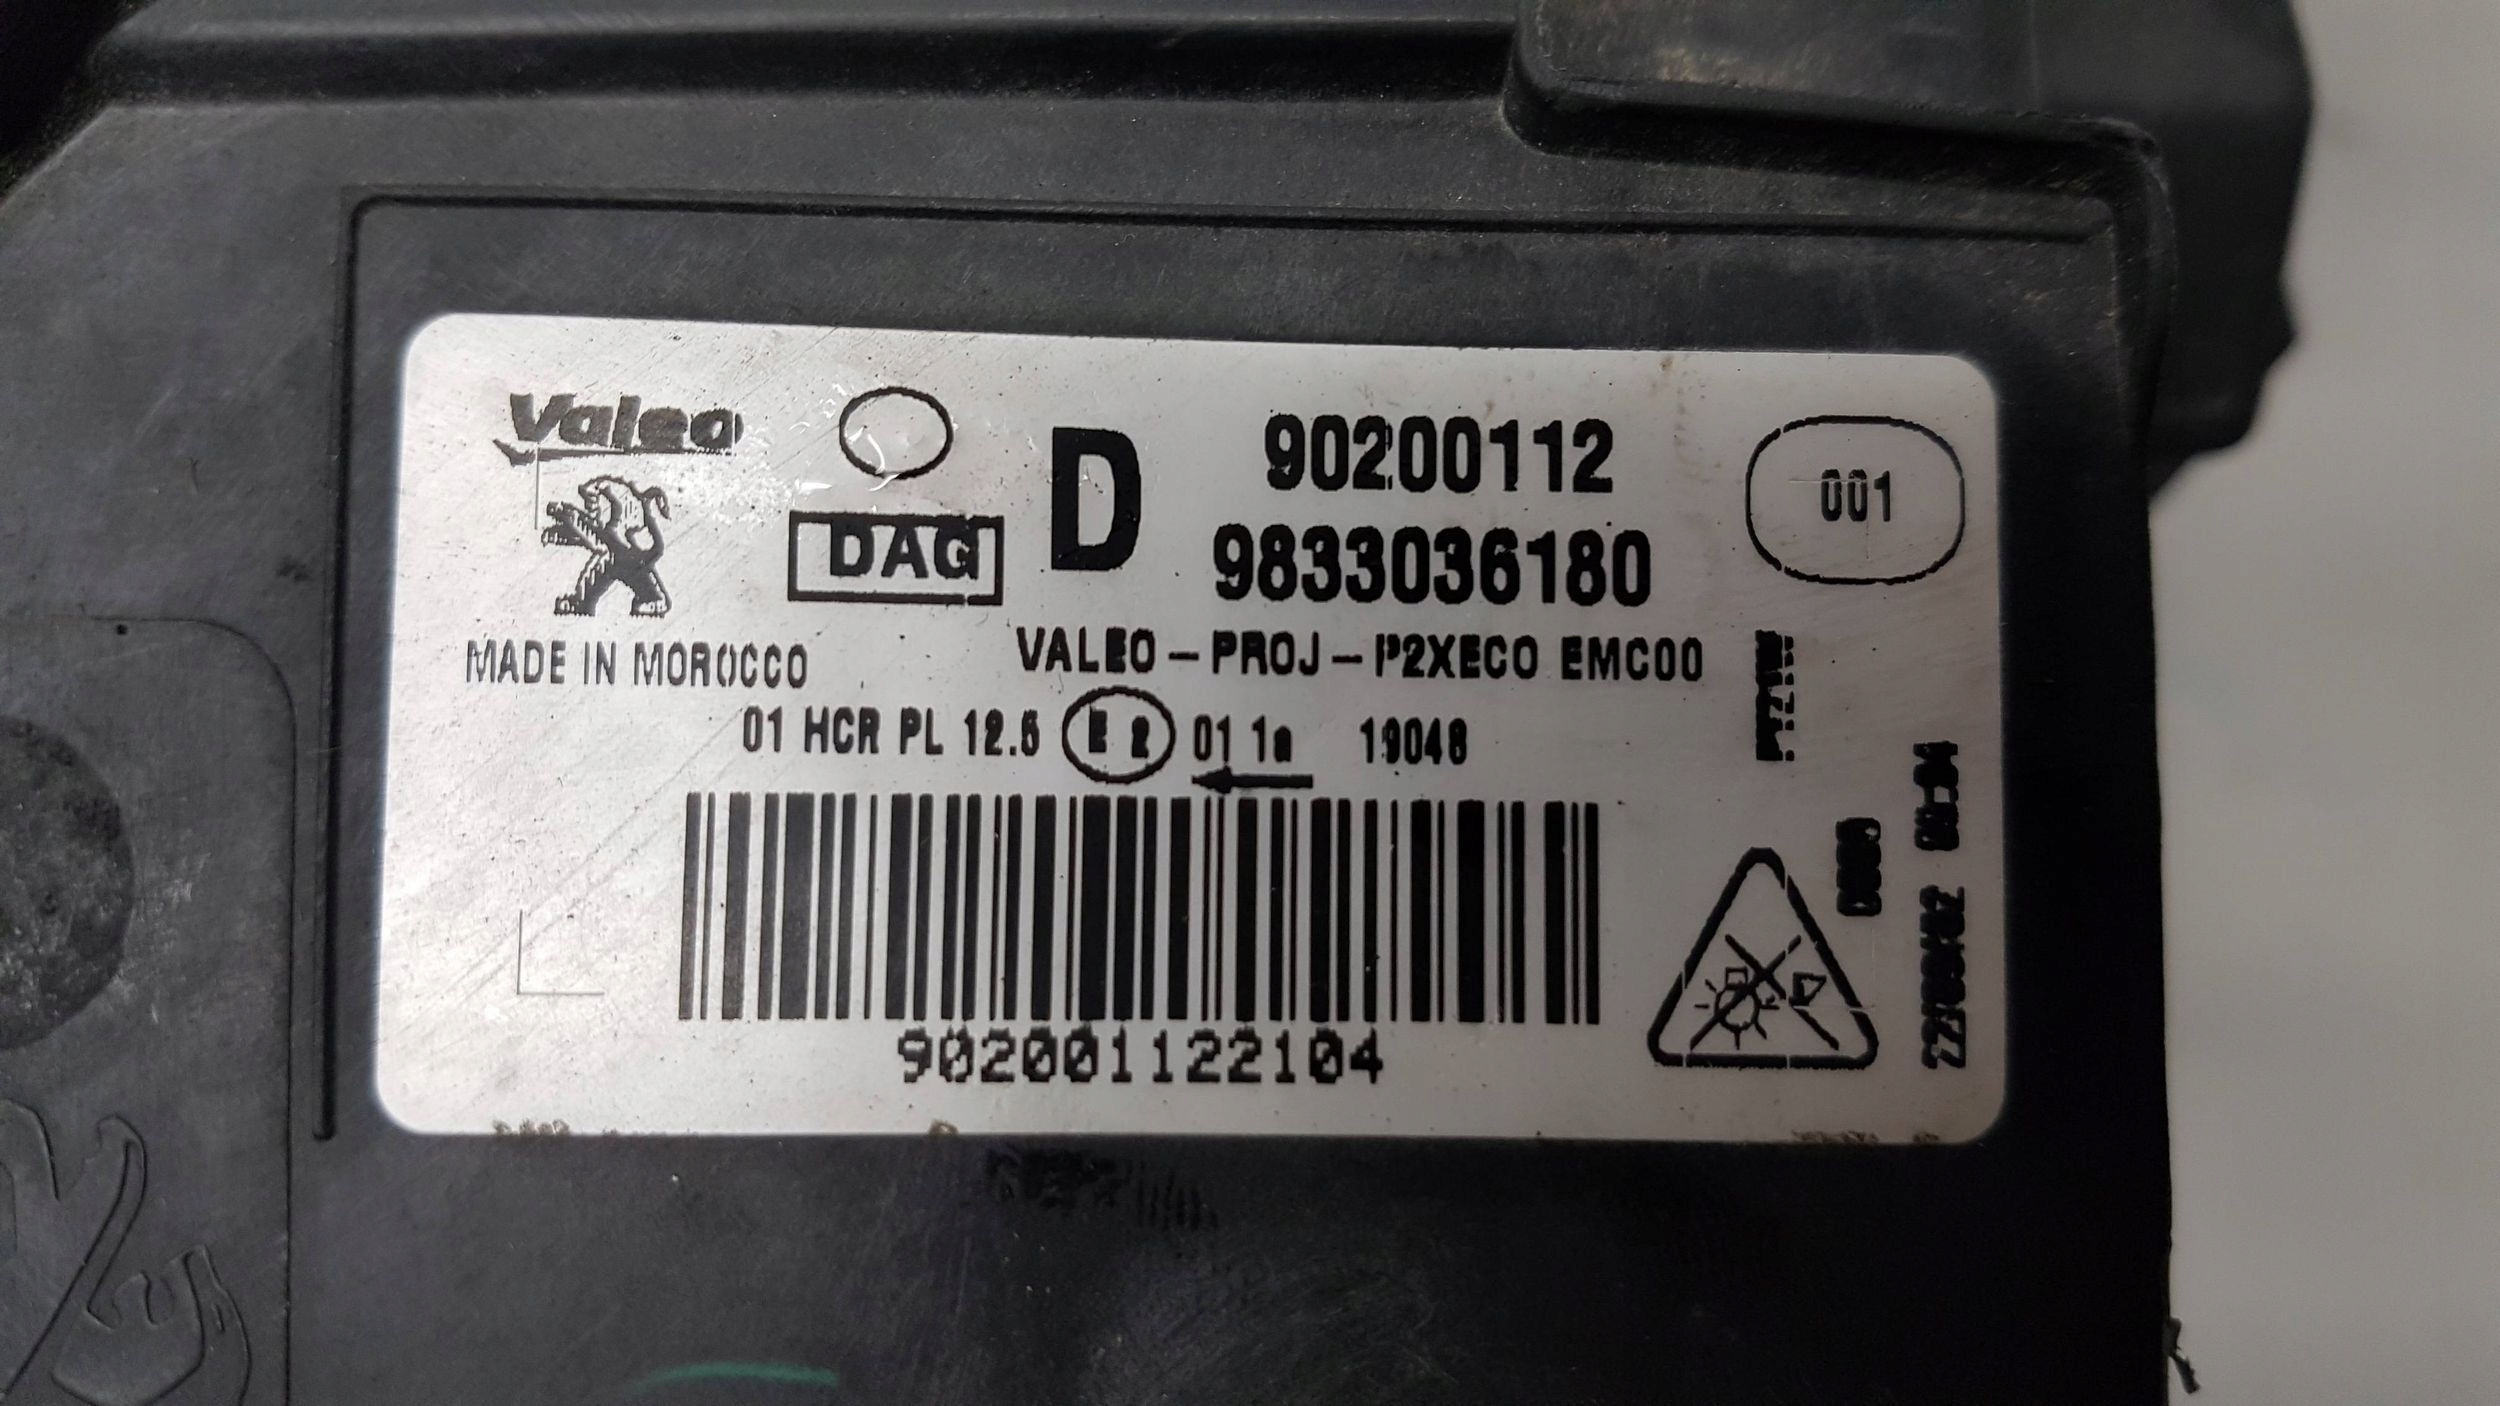 Valeo
DAG
D
90200112
9833036180
001
MADE IN MOROCCO
VALEO-PROJ-P2XECO EMC00
01 HCR PL 12.5 E2 01 1a 19048
902001122104